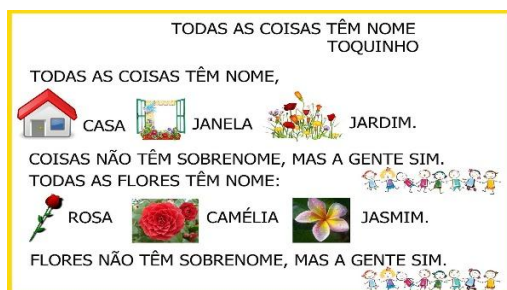 TODAS AS COISAS TÊM NOME
TOQUINHO
TODAS AS COISAS TÊM NOME,
CASA JANELA JARDIM.
COISAS NÃO TÊM SOBRENOME, MAS A GENTE SIM.
TODAS AS FLORES TÊM NOME:
ROSA CAMÉLIA JASMIM.
FLORES NÃO TÊM SOBRENOME, MAS A GENTE SIM.